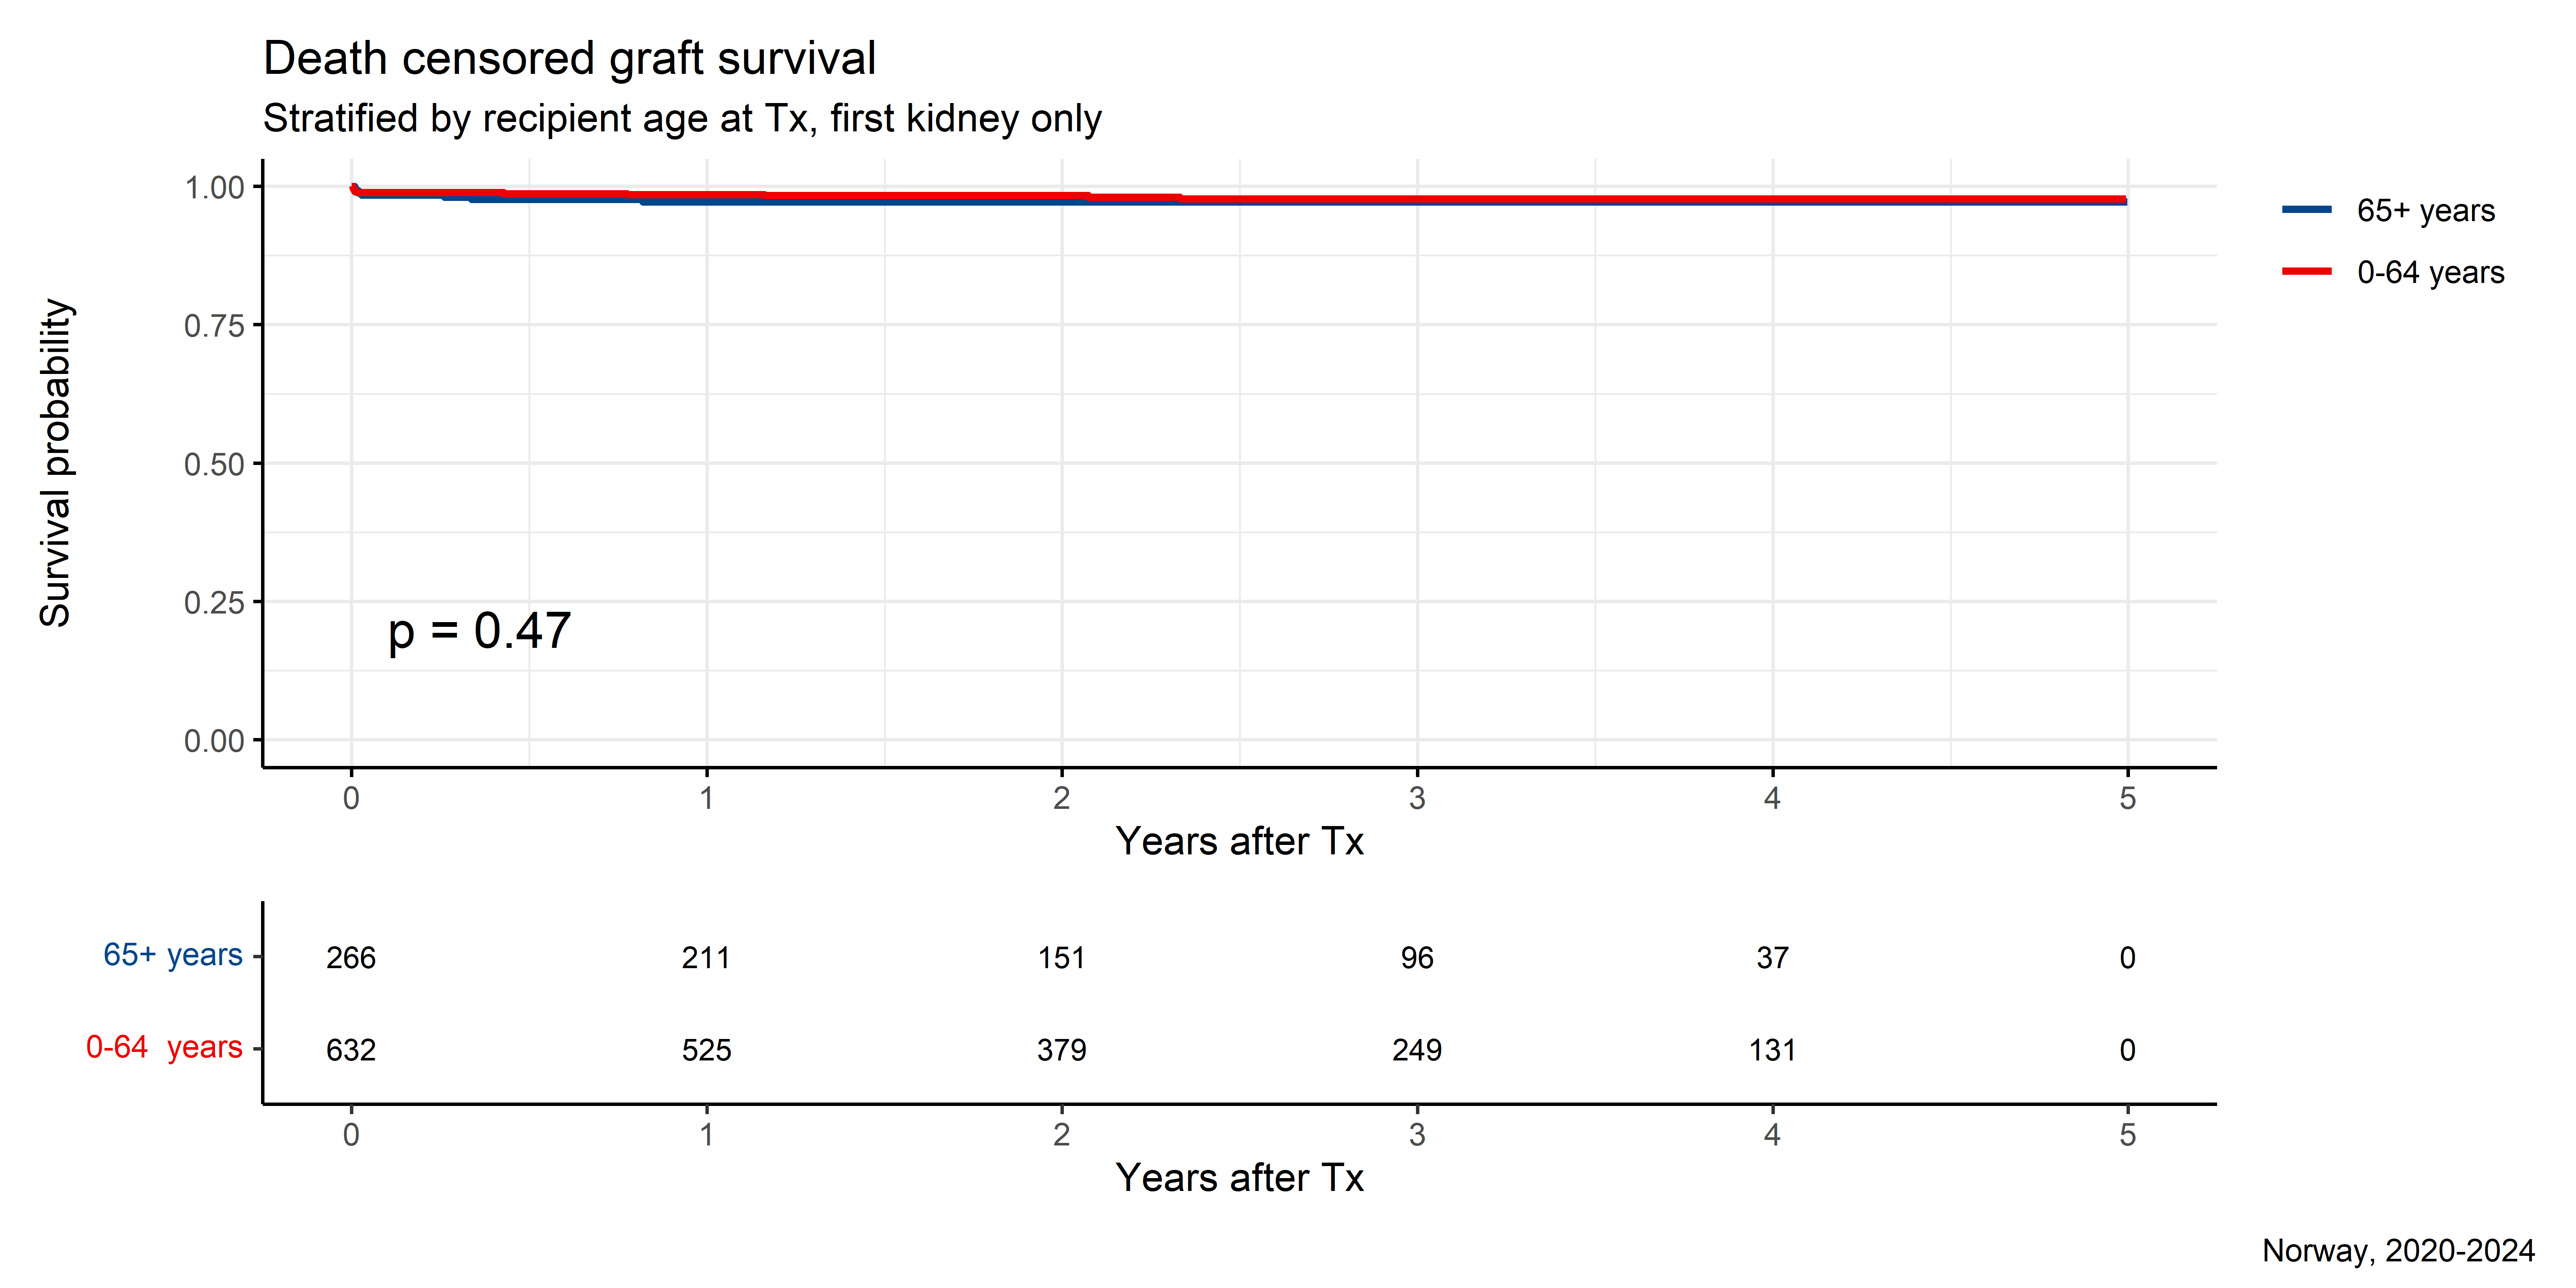 Death censored graft survival
Stratified by recipient age at Tx, first kidney only
Survival probability
1.00
0.75
0.50
0.25
0.00
p = 0.47
65+ years
0-64 years
0 1 2 3 4 5
Years after Tx
65+ years 266 211 151 96 37 0
0-64  years 632 525 379 249 131 0
0 1 2 3 4 5
Years after Tx
Norway, 2020-2024